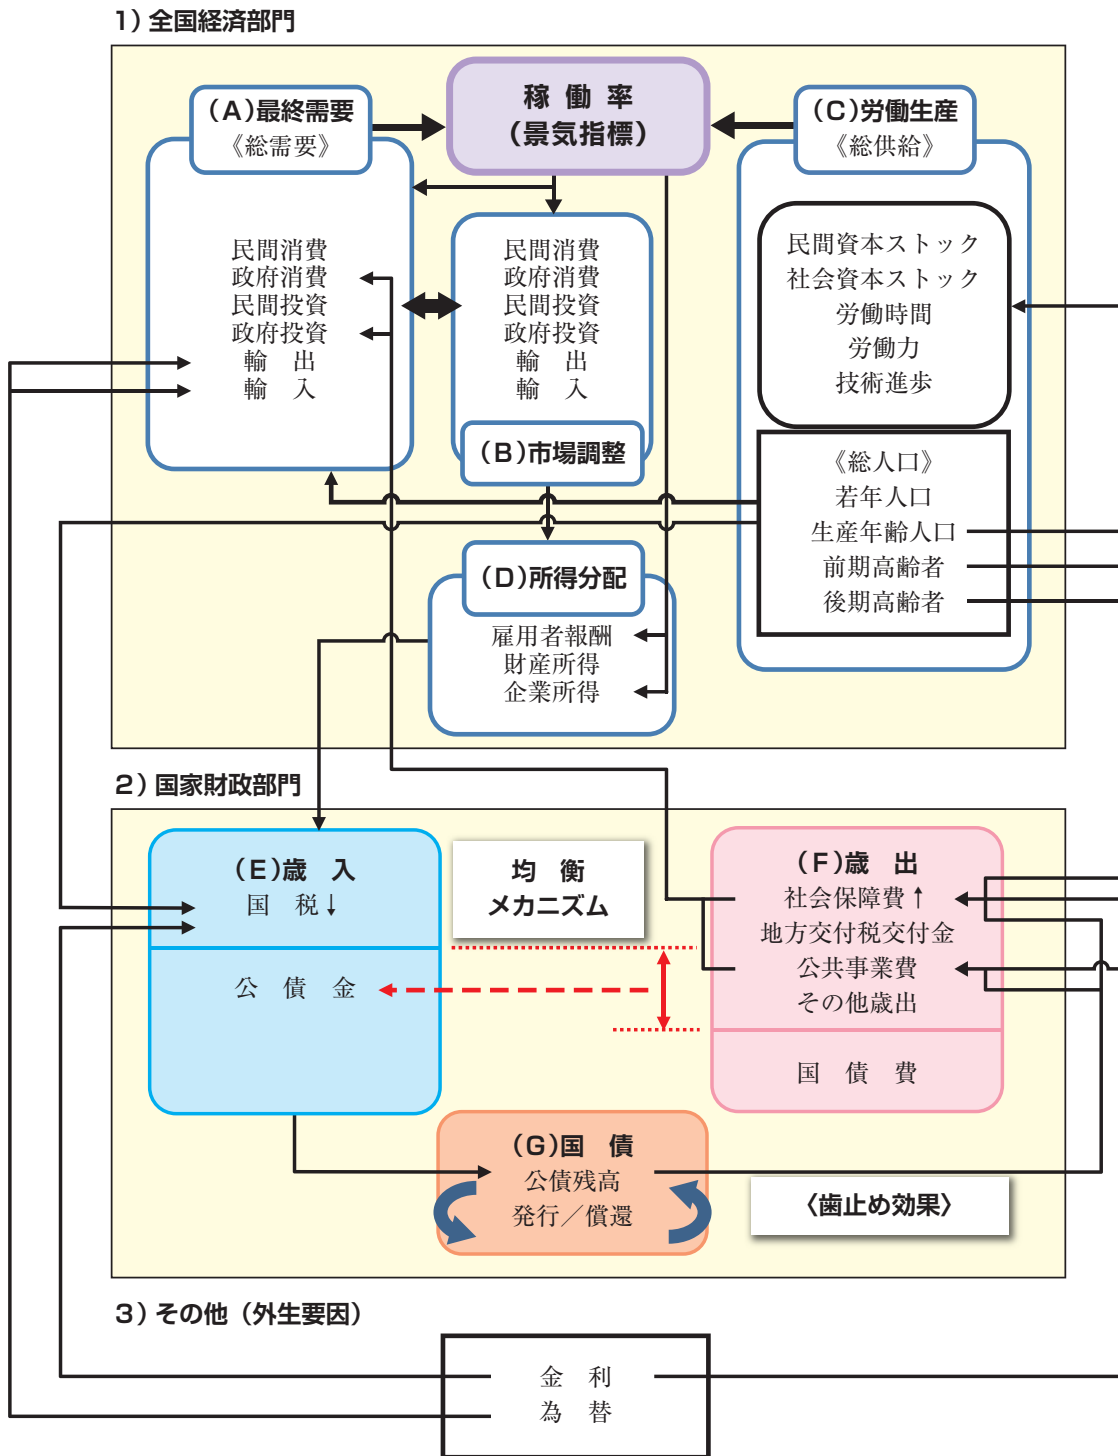 1）全国経済部門
（A）最終需要
《総需要》
民間消費
政府消費
民間投資
政府投資
輸　出
輸　入
稼 働 率
（景気指標）
民間消費
政府消費
民間投資
政府投資
輸　出
輸　入
（B）市場調整
（C）労働生産
《総供給》
民間資本ストック
社会資本ストック
労働時間
労働力
技術進歩
《総人口》
若年人口
生産年齢人口
前期高齢者
後期高齢者
（D）所得分配
雇用者報酬
財産所得
企業所得
2）国家財政部門
（E）歳　入
国　税↓
公　債　金
均　衡
メカニズム
（F）歳　出
社会保障費↑
地方交付税交付金
公共事業費
その他歳出
国　債　費
（G）国　債
公債残高
発行／償還
〈歯止め効果〉
3）その他（外生要因）
金　利
為　替